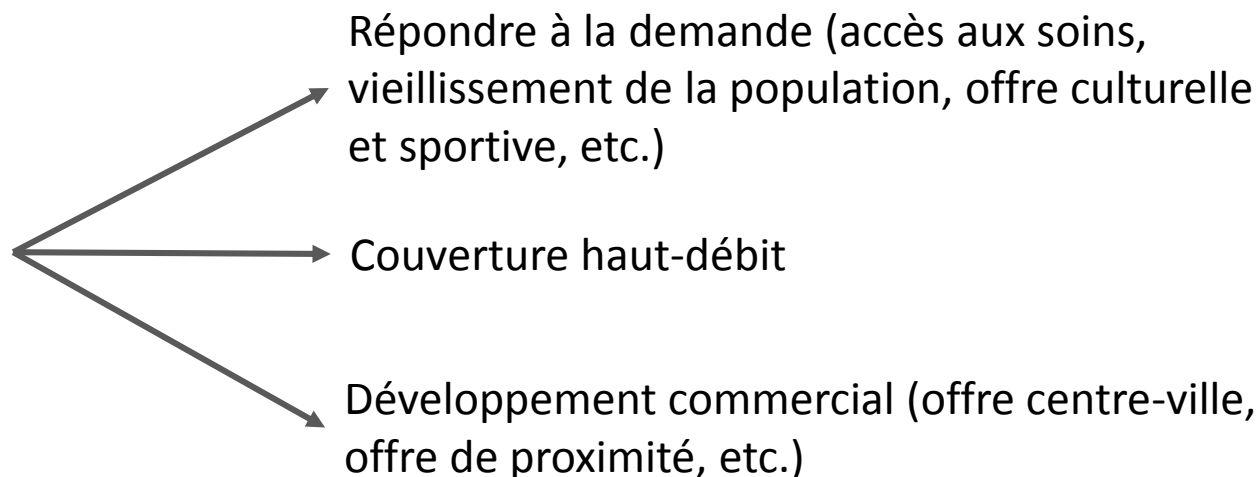 Répondre à la demande (accès aux soins,
vieillissement de la population, offre culturelle
et sportive, etc.)
Couverture haut-débit
Développement commercial (offre centre-ville,
offre de proximité, etc.)